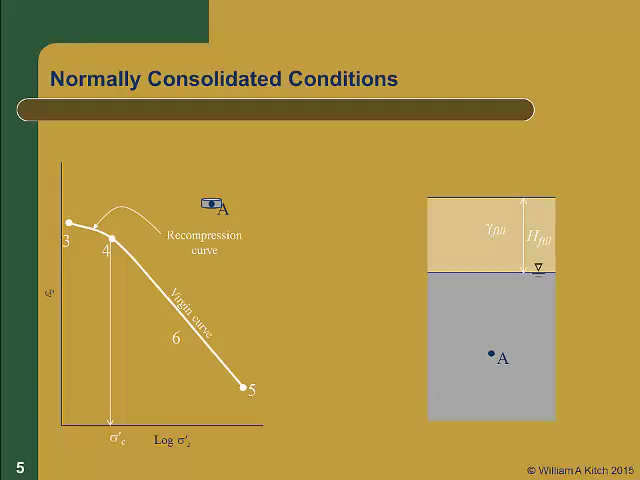 Normally Consolidated Conditions
A
3
Recompression
curve
4
γfill
Hfill
Virgin curve
6
A
5
σ'c
Log σ'z
5
© William A Kitch 2015